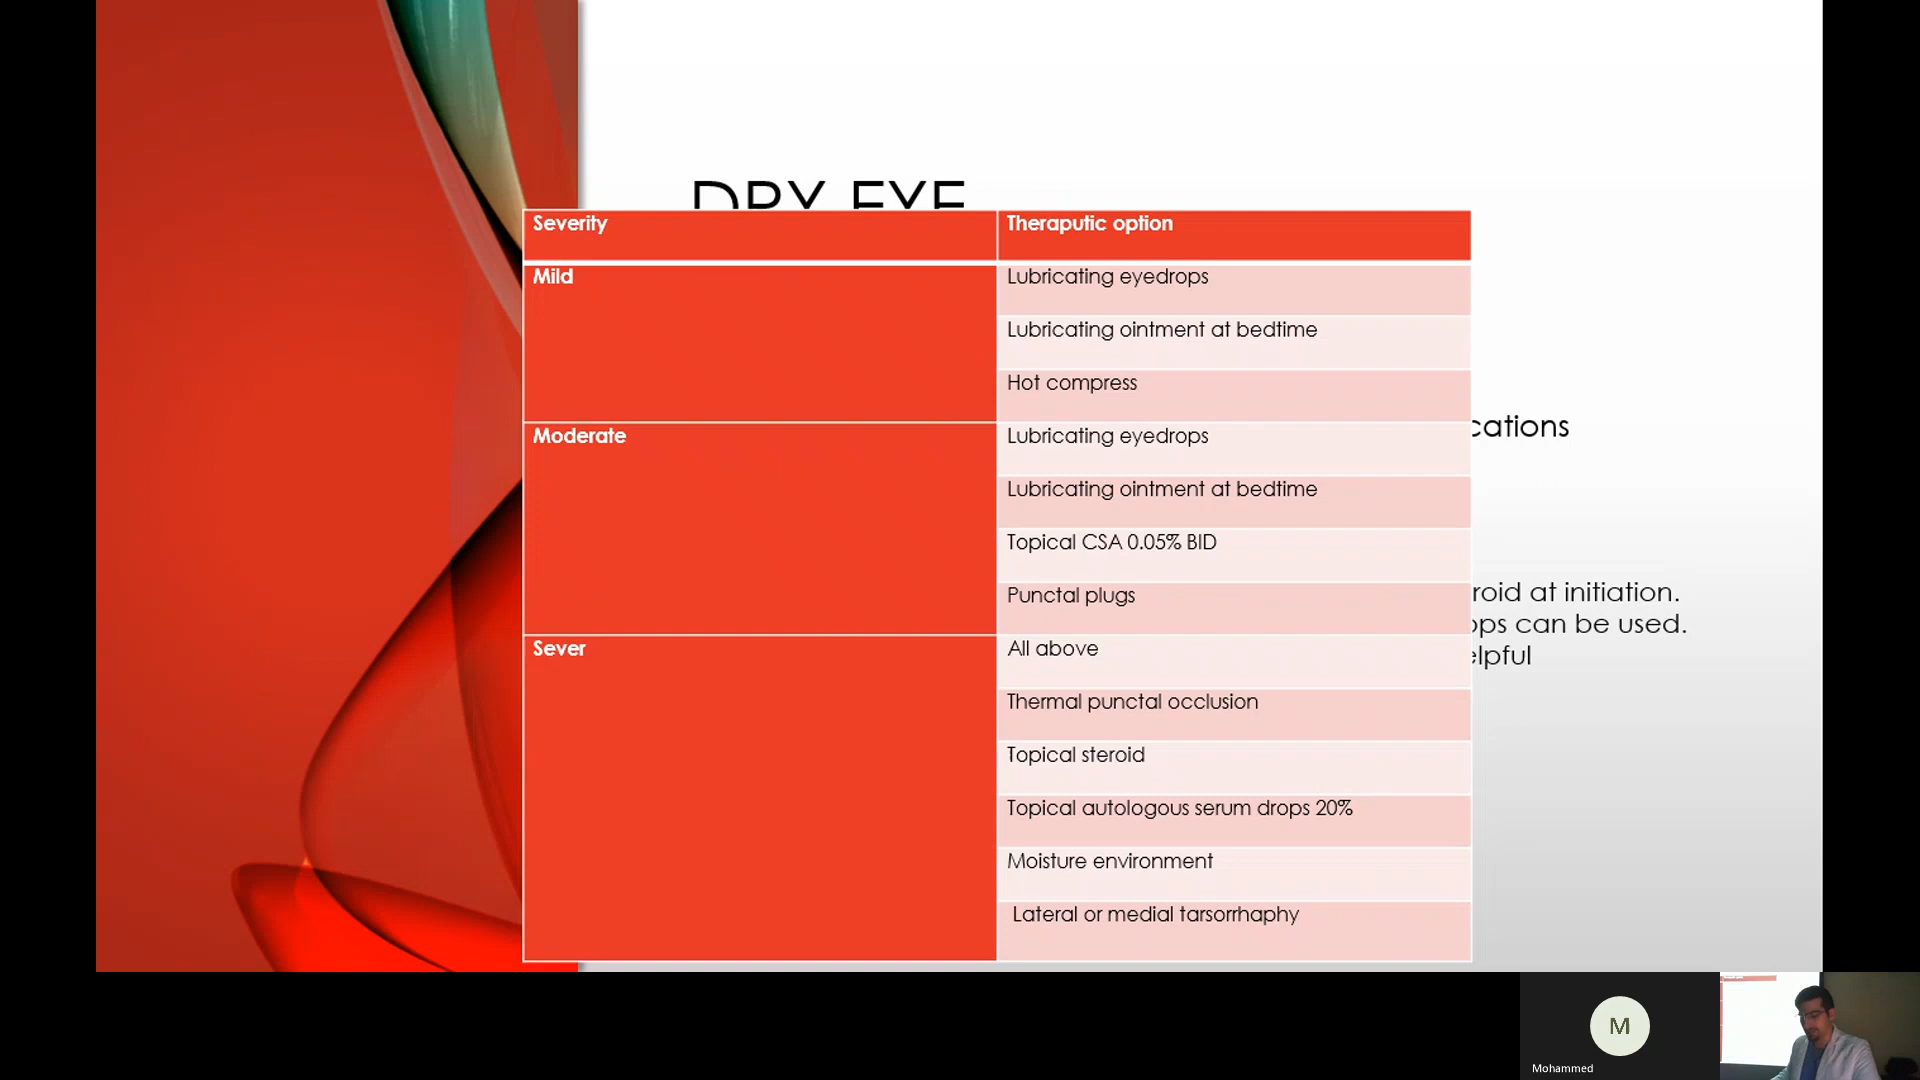 DRY EYE
Severity
Theraputic option
Mild
Lubricating eyedrops
Lubricating ointment at bedtime
Hot compress
Moderate
Lubricating eyedrops
Lubricating ointment at bedtime
Topical CSA 0.05% BID
Punctal plugs
Sever
All above
Thermal punctal occlusion
Topical steroid
Topical autologous serum drops 20%
Moisture environment
Lateral or medial tarsorrhaphy
cations
roid at initiation.
ops can be used.
elpful
M
Mohammed